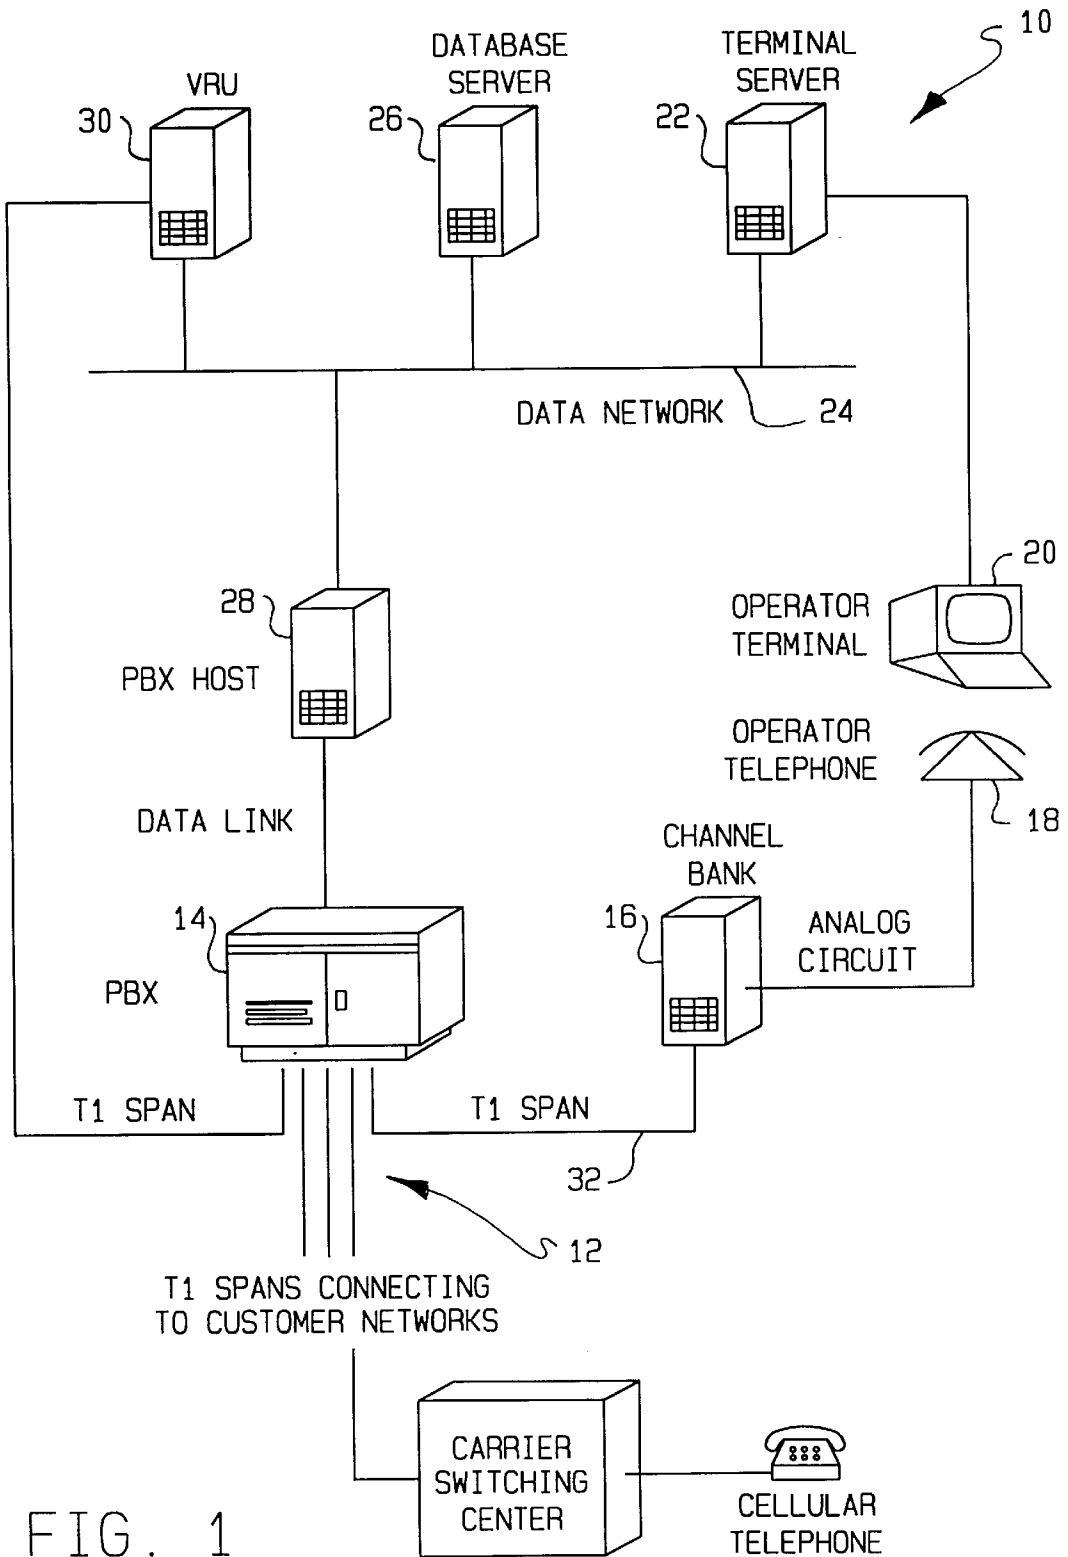 10
DATABASE
SERVER
TERMINAL
SERVER
VRU
30
26
22
DATA NETWORK
24
20
28
OPERATOR
TERMINAL
PBX HOST
OPERATOR
TELEPHONE
18
DATA LINK
CHANNEL
BANK
14
16
ANALOG
CIRCUIT
PBX
T1 SPAN
T1 SPAN
32
12
T1 SPANS CONNECTING
TO CUSTOMER NETWORKS
CARRIER
SWITCHING
CENTER
CELLULAR
TELEPHONE
FIG. 1